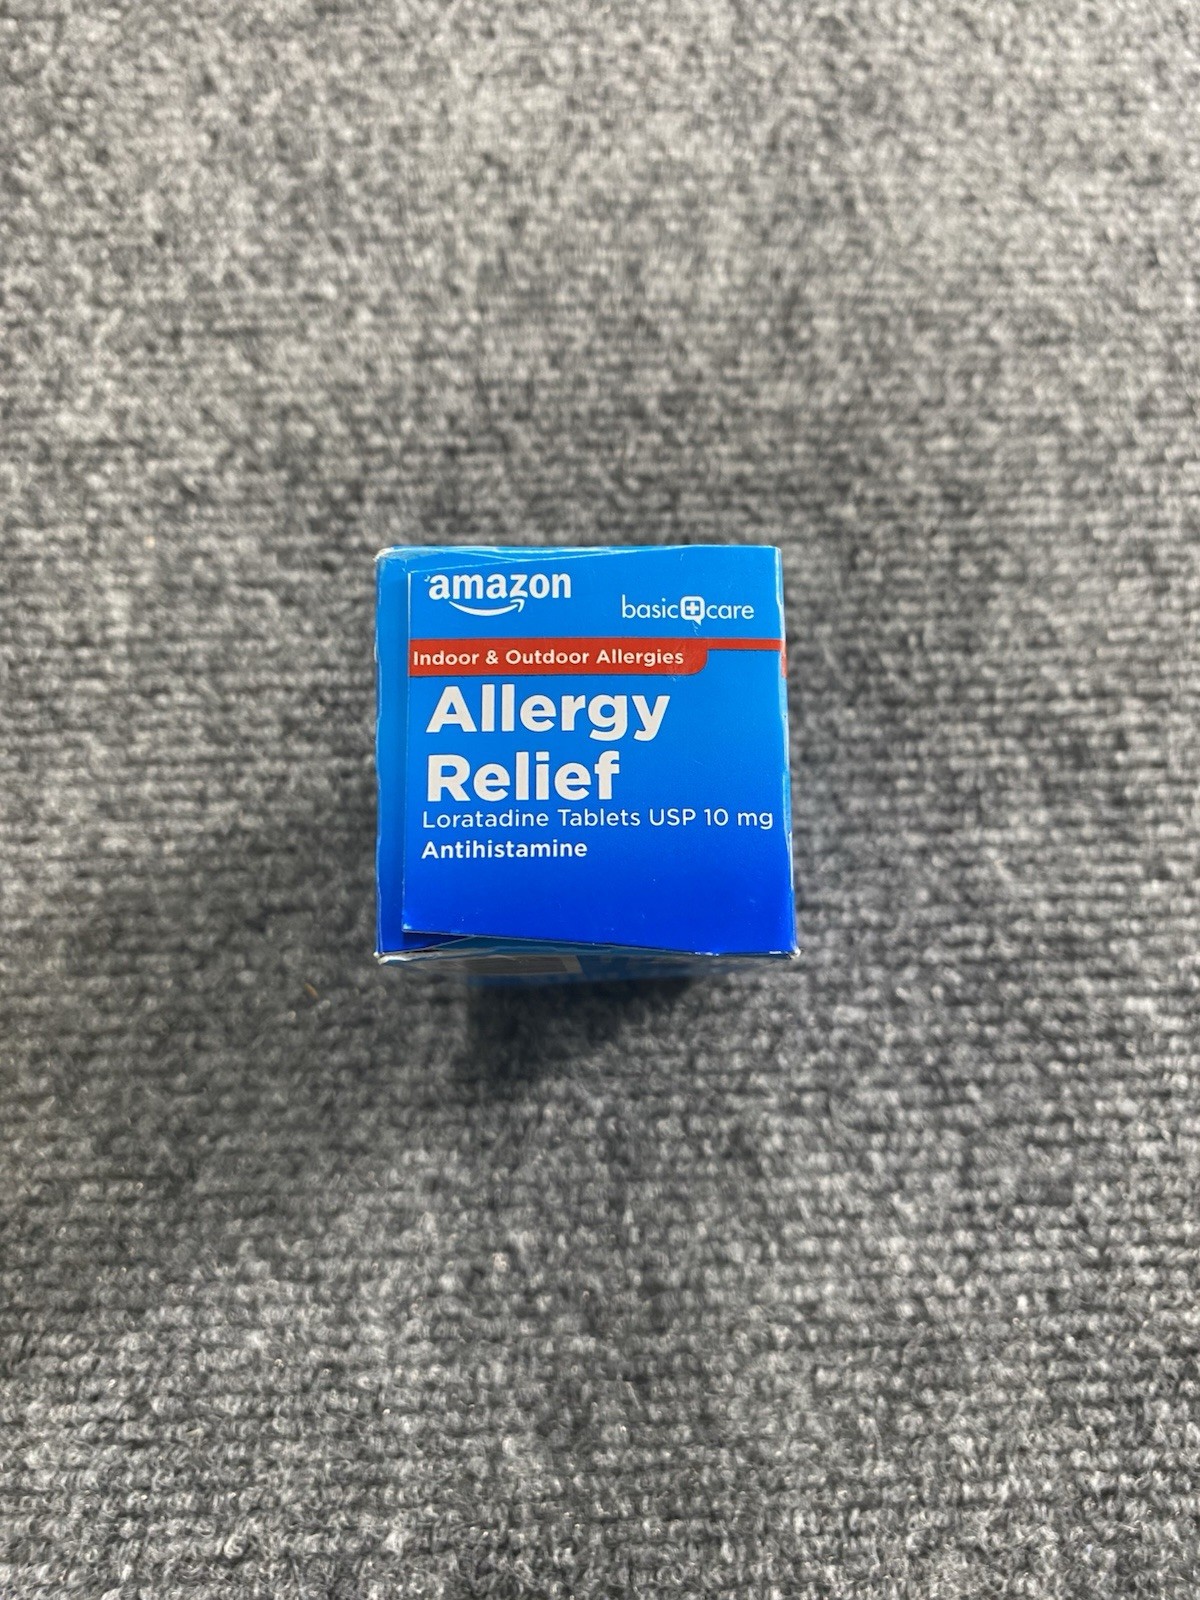 amazon
basic care
Indoor & Outdoor Allergies
Allergy
Relief
Loratadine Tablets USP 10 mg
Antihistamine